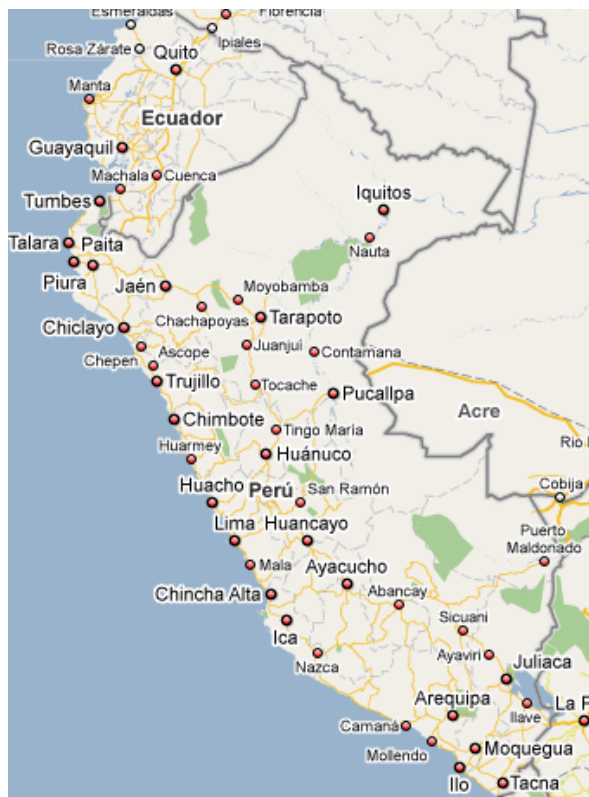 Esmeraldas
Florencia
Ipiales
Rosa Zárate
Quito
Manta
Ecuador
Guayaquil
Machala
Cuenca
Tumbes
Iquitos
Talara
Paita
Nauta
Piura
Jaén
Moyobamba
Chachapoyas
Tarapoto
Chiclayo
Chepen
Ascope
Juanjuí
Contamana
Trujillo
Tocache
Pucallpa
Acre
Chimbote
Tingo María
Río
Huarmey
Huánuco
Cobija
Huacho
Perú
San Ramón
Lima
Huancayo
Puerto
Maldonado
Mala
Ayacucho
Chincha Alta
Abancay
Sicuani
Ica
Nazca
Ayaviri
Juliaca
Arequipa
Ilave
La P
Camaná
Mollendo
Moquegua
Ilo
Tacna